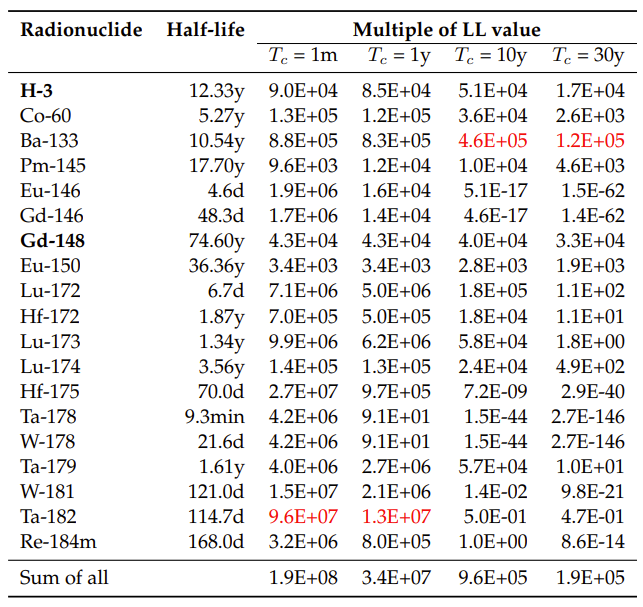 Radionuclide Half-life Multiple of LL value
T_c = 1m T_c = 1y T_c = 10y T_c = 30y
H-3 12.33y 9.0E+04 8.5E+04 5.1E+04 1.7E+04
Co-60 5.27y 1.3E+05 1.2E+05 3.6E+04 2.6E+03
Ba-133 10.54y 8.8E+05 8.3E+05 4.6E+05 1.2E+05
Pm-145 17.70y 9.6E+03 1.2E+04 1.0E+04 4.6E+03
Eu-146 4.6d 1.9E+06 1.6E+04 5.1E-17 1.5E-62
Gd-146 48.3d 1.7E+06 1.4E+04 4.6E-17 1.4E-62
Gd-148 74.60y 4.3E+04 4.3E+04 4.0E+04 3.3E+04
Eu-150 36.36y 3.4E+03 3.4E+03 2.8E+03 1.9E+03
Lu-172 6.7d 7.1E+06 5.0E+06 1.8E+05 1.1E+02
Hf-172 1.87y 7.0E+05 5.0E+05 1.8E+04 1.1E+01
Lu-173 1.34y 9.9E+06 6.2E+06 5.8E+04 1.8E+00
Lu-174 3.56y 1.4E+05 1.3E+05 2.4E+04 4.9E+02
Hf-175 70.0d 2.7E+07 9.7E+05 7.2E-09 2.9E-40
Ta-178 9.3min 4.2E+06 9.1E+01 1.5E-44 2.7E-146
W-178 21.6d 4.2E+06 9.1E+01 1.5E-44 2.7E-146
Ta-179 1.61y 4.0E+06 2.7E+06 5.7E+04 1.0E+01
W-181 121.0d 1.5E+07 2.1E+06 1.4E-02 9.8E-21
Ta-182 114.7d 9.6E+07 1.3E+07 5.0E-01 4.7E-01
Re-184m 168.0d 3.2E+06 8.0E+05 1.0E+00 8.6E-14
Sum of all 1.9E+08 3.4E+07 9.6E+05 1.9E+05